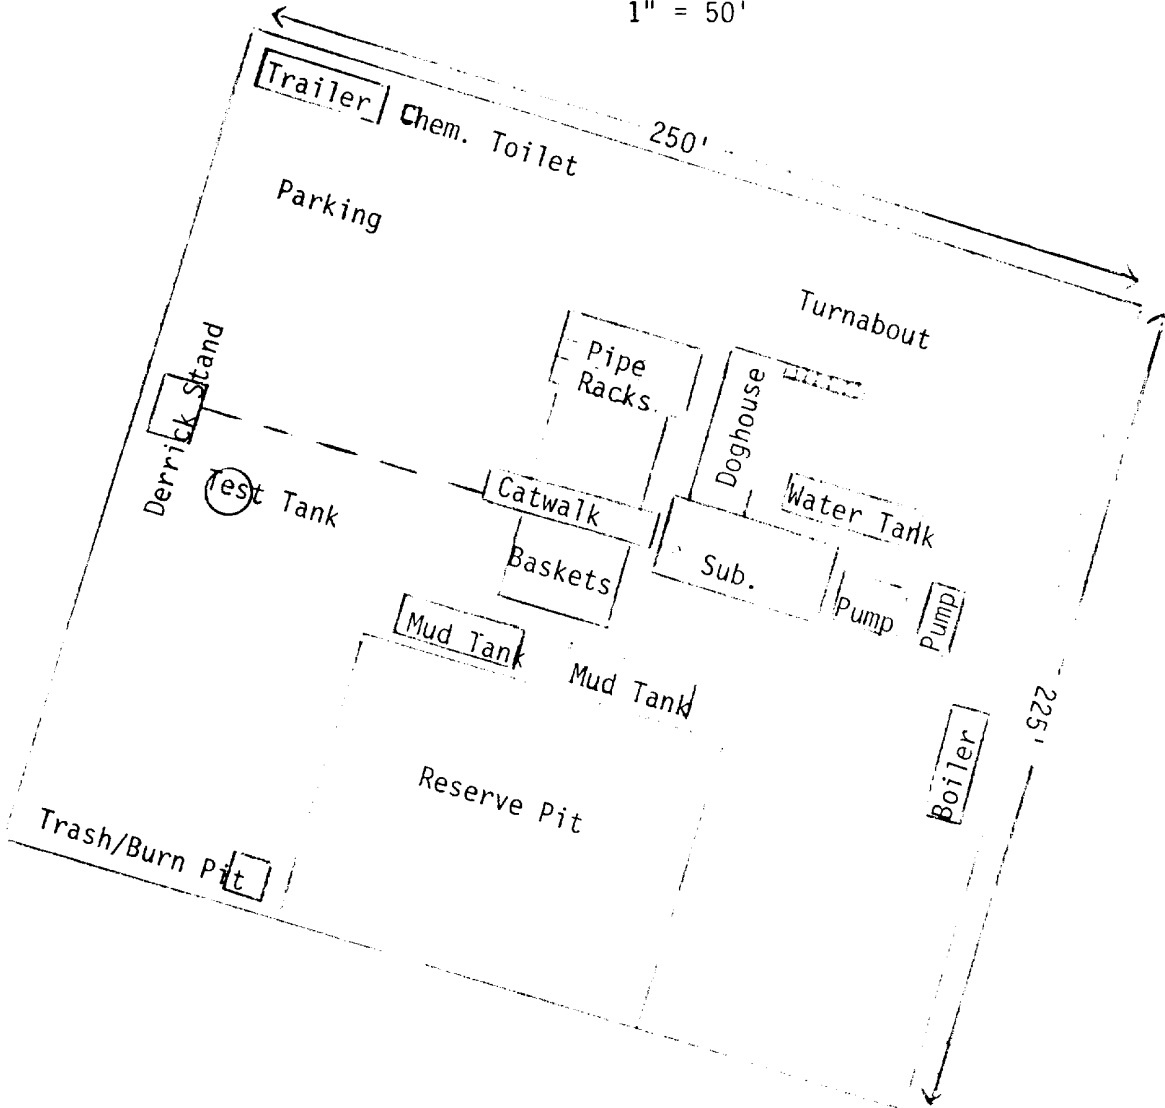 1" = 50'
250'
Trailer
Chem. Toilet
Parking
Turnabout
Derrick Stand
Pipe
Racks
Doghouse
Test Tank
Catwalk
Water Tank
Baskets
Sub.
Pump
Pump
Mud Tank
Mud Tank
225'
Boiler
Reserve Pit
Trash/Burn Pit